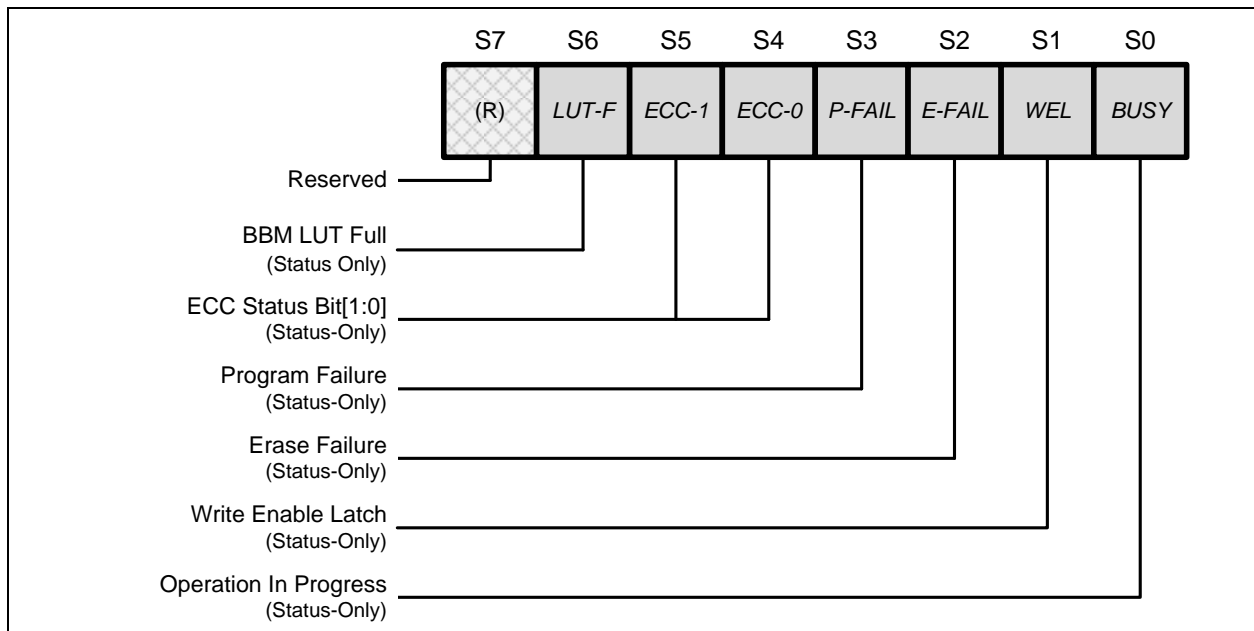 S7 S6 S5 S4 S3 S2 S1 S0
(R) LUT-F ECC-1 ECC-0 P-FAIL E-FAIL WEL BUSY
Reserved
BBM LUT Full
(Status Only)
ECC Status Bit[1:0]
(Status-Only)
Program Failure
(Status-Only)
Erase Failure
(Status-Only)
Write Enable Latch
(Status-Only)
Operation In Progress
(Status-Only)